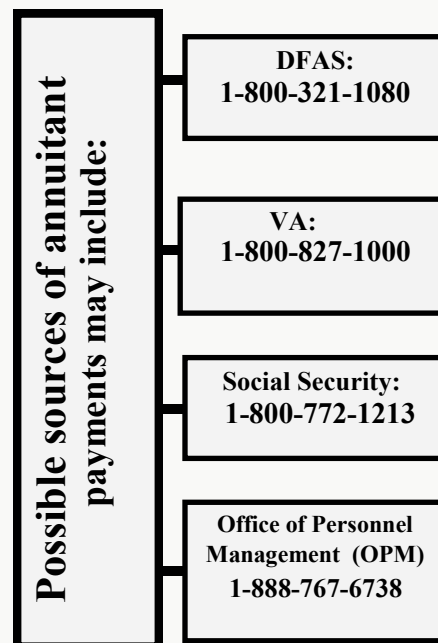 Possible sources of annuitant
payments may include:
DFAS:
1-800-321-1080
VA:
1-800-827-1000
Social Security:
1-800-772-1213
Office of Personnel
Management (OPM)
1-888-767-6738